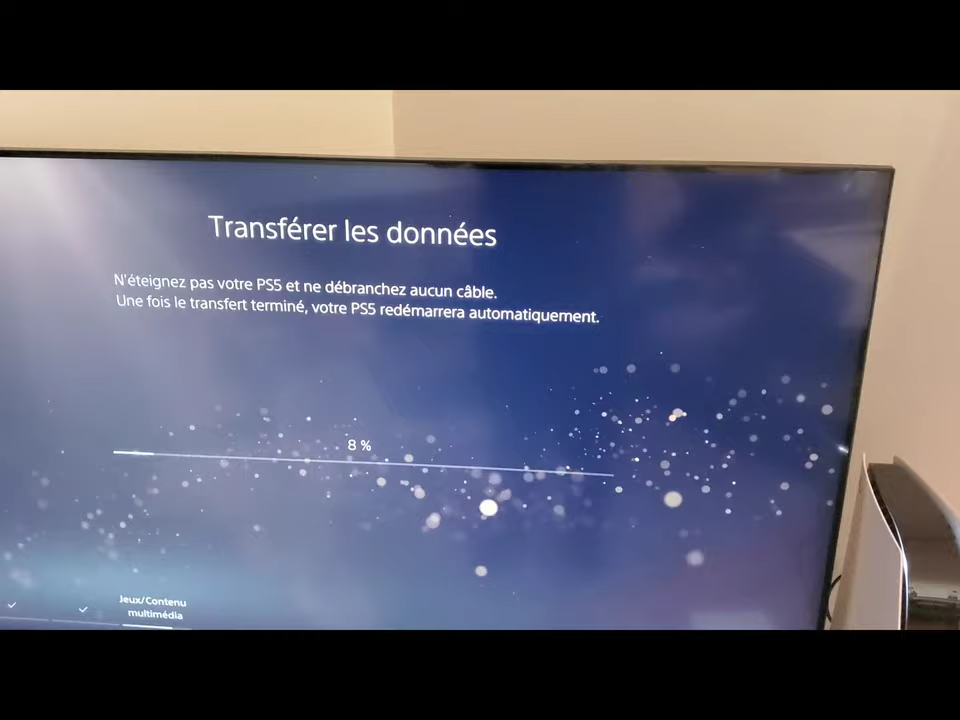 Transférer les données
N'éteignez pas votre PS5 et ne débranchez aucun câble.
Une fois le transfert terminé, votre PS5 redémarrera automatiquement.
8 %
Jeux/Contenu
multimédia